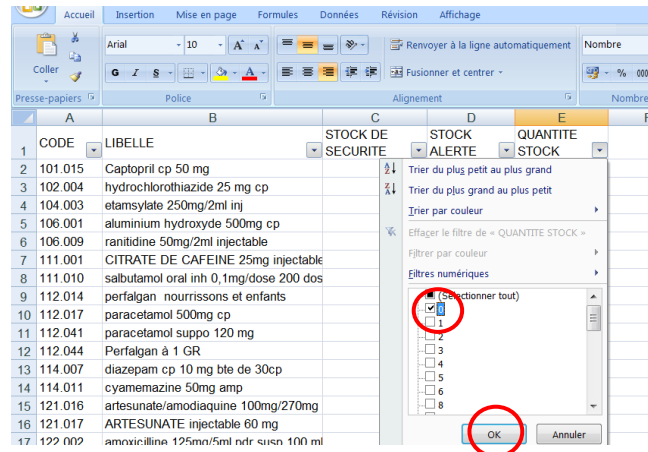 Accueil Insertion Mise en page Formules Données Révision Affichage
Coller
Arial 10 A A
Renvoyer à la ligne automatiquement
Nombre
G I S A
Fusionner et centrer
% 000
Presse-papiers Police Alignement Nombre
A B C D E F
1 CODE LIBELLE STOCK DE SECURITE STOCK ALERTE QUANTITE STOCK
2 101.015 Captopril cp 50 mg
3 102.004 hydrochlorothiazide 25 mg cp
4 104.003 etamsylate 250mg/2ml inj
5 106.001 aluminium hydroxyde 500mg cp
6 106.009 ranitidine 50mg/2ml injectable
7 111.001 CITRATE DE CAFEINE 25mg injectable
8 111.010 salbutamol oral inh 0,1mg/dose 200 dos
9 112.014 perfalgan nourrissons et enfants
10 112.017 paracetamol 500mg cp
11 112.041 paracetamol suppo 120 mg
12 112.044 Perfalgan à 1 GR
13 114.007 diazepam cp 10 mg bte de 30cp
14 114.011 cyamemazine 50mg amp
15 121.016 artesunate/amodiaquine 100mg/270mg
16 121.017 ARTESUNATE injectable 60 mg
17 122.002 amoxicilline 125mg/5ml pdr susp 100 ml
Trier du plus petit au plus grand
Trier du plus grand au plus petit
Trier par couleur
Effacer le filtre de « QUANTITE STOCK »
Filtrer par couleur
Filtres numériques
(Sélectionner tout)
0
1
2
3
4
5
6
8
OK Annuler